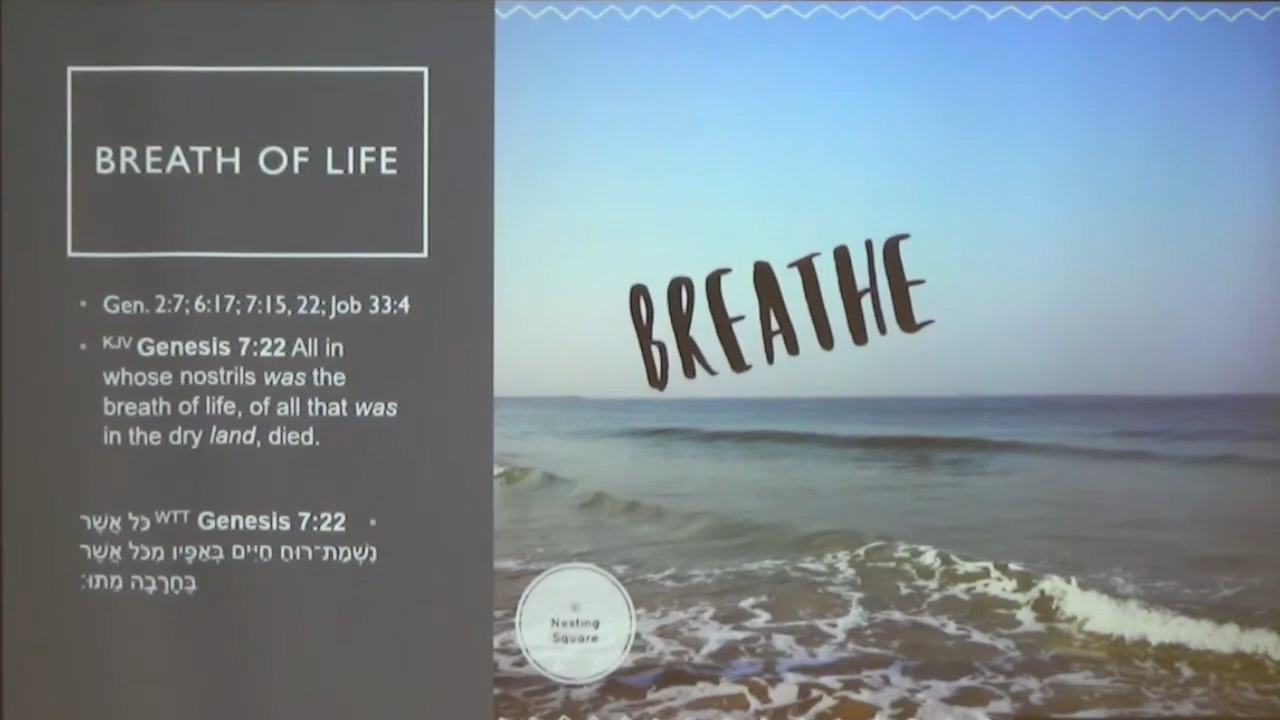 BREATH OF LIFE
• Gen. 2:7; 6:17; 7:15, 22; Job 33:4
• KJV Genesis 7:22 All in
whose nostrils was the
breath of life, of all that was
in the dry land, died.
WTT Genesis 7:22 כֹּל אֲשֶׁר •
נִשְׁמַת־רוּחַ חַיִּים בְּאַפָּיו מִכֹּל אֲשֶׁר
בֶּחָרָבָה מֵתוּ׃
BREATHE
©
Nesting
Square